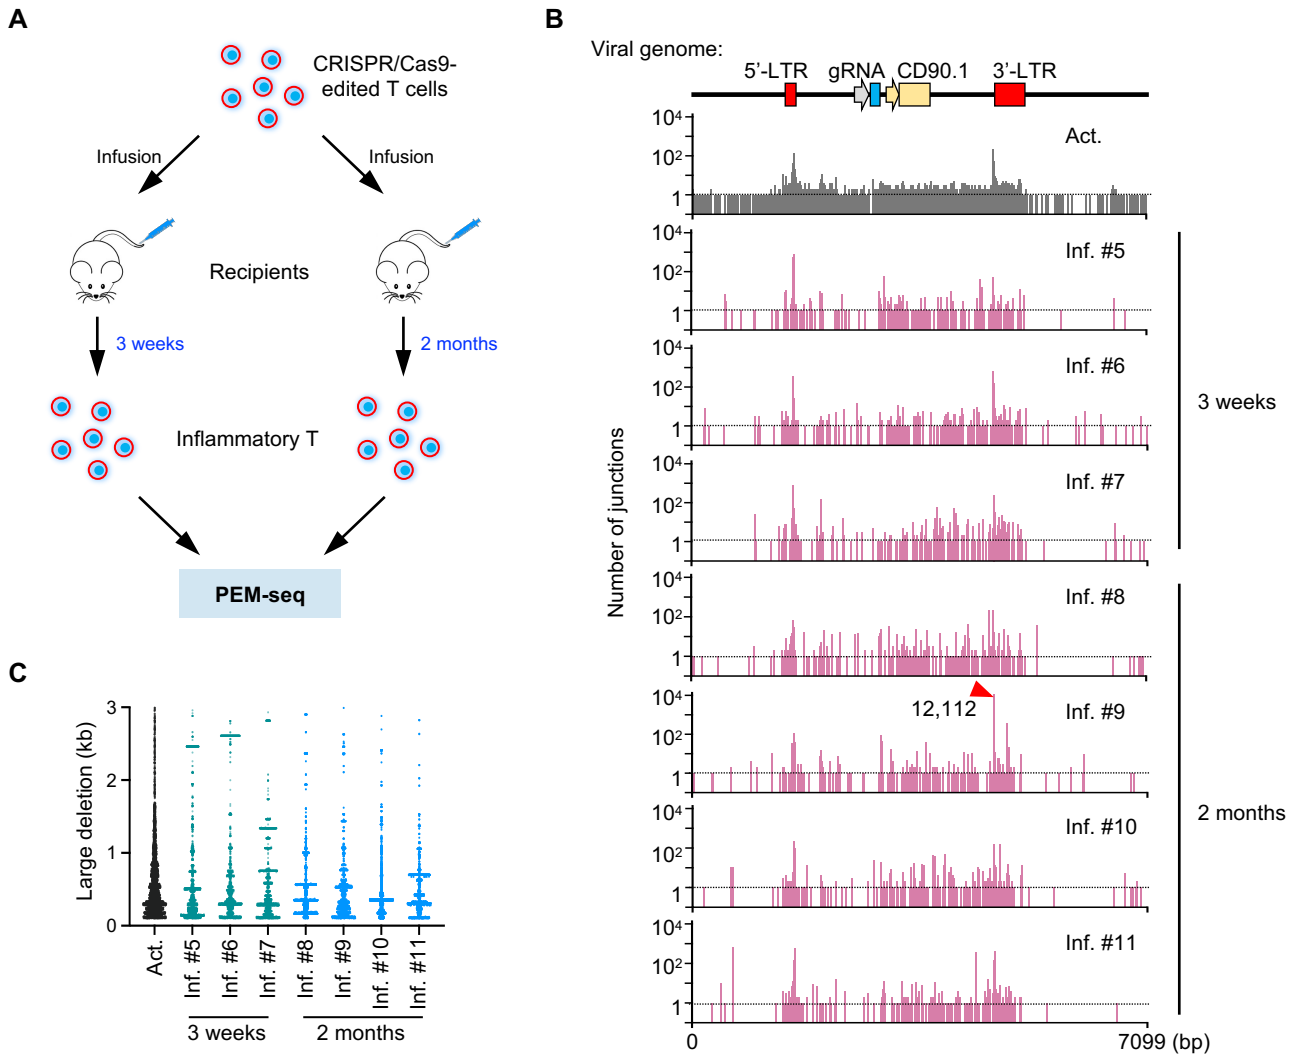 A
CRISPR/Cas9-
edited T cells
Infusion
Infusion
Recipients
3 weeks
2 months
Inflammatory T
PEM-seq
B
Viral genome:
5'-LTR
gRNA
CD90.1
3'-LTR
Number of junctions
10⁴
10²
1
Act.
10⁴
10²
1
Inf. #5
10⁴
10²
1
Inf. #6
10⁴
10²
1
Inf. #7
3 weeks
10⁴
10²
1
Inf. #8
10⁴
10²
1
12,112
Inf. #9
10⁴
10²
1
Inf. #10
10⁴
10²
1
Inf. #11
2 months
0
7099 (bp)
C
Large deletion (kb)
3
2
1
0
Act.
Inf. #5
Inf. #6
Inf. #7
Inf. #8
Inf. #9
Inf. #10
Inf. #11
3 weeks
2 months